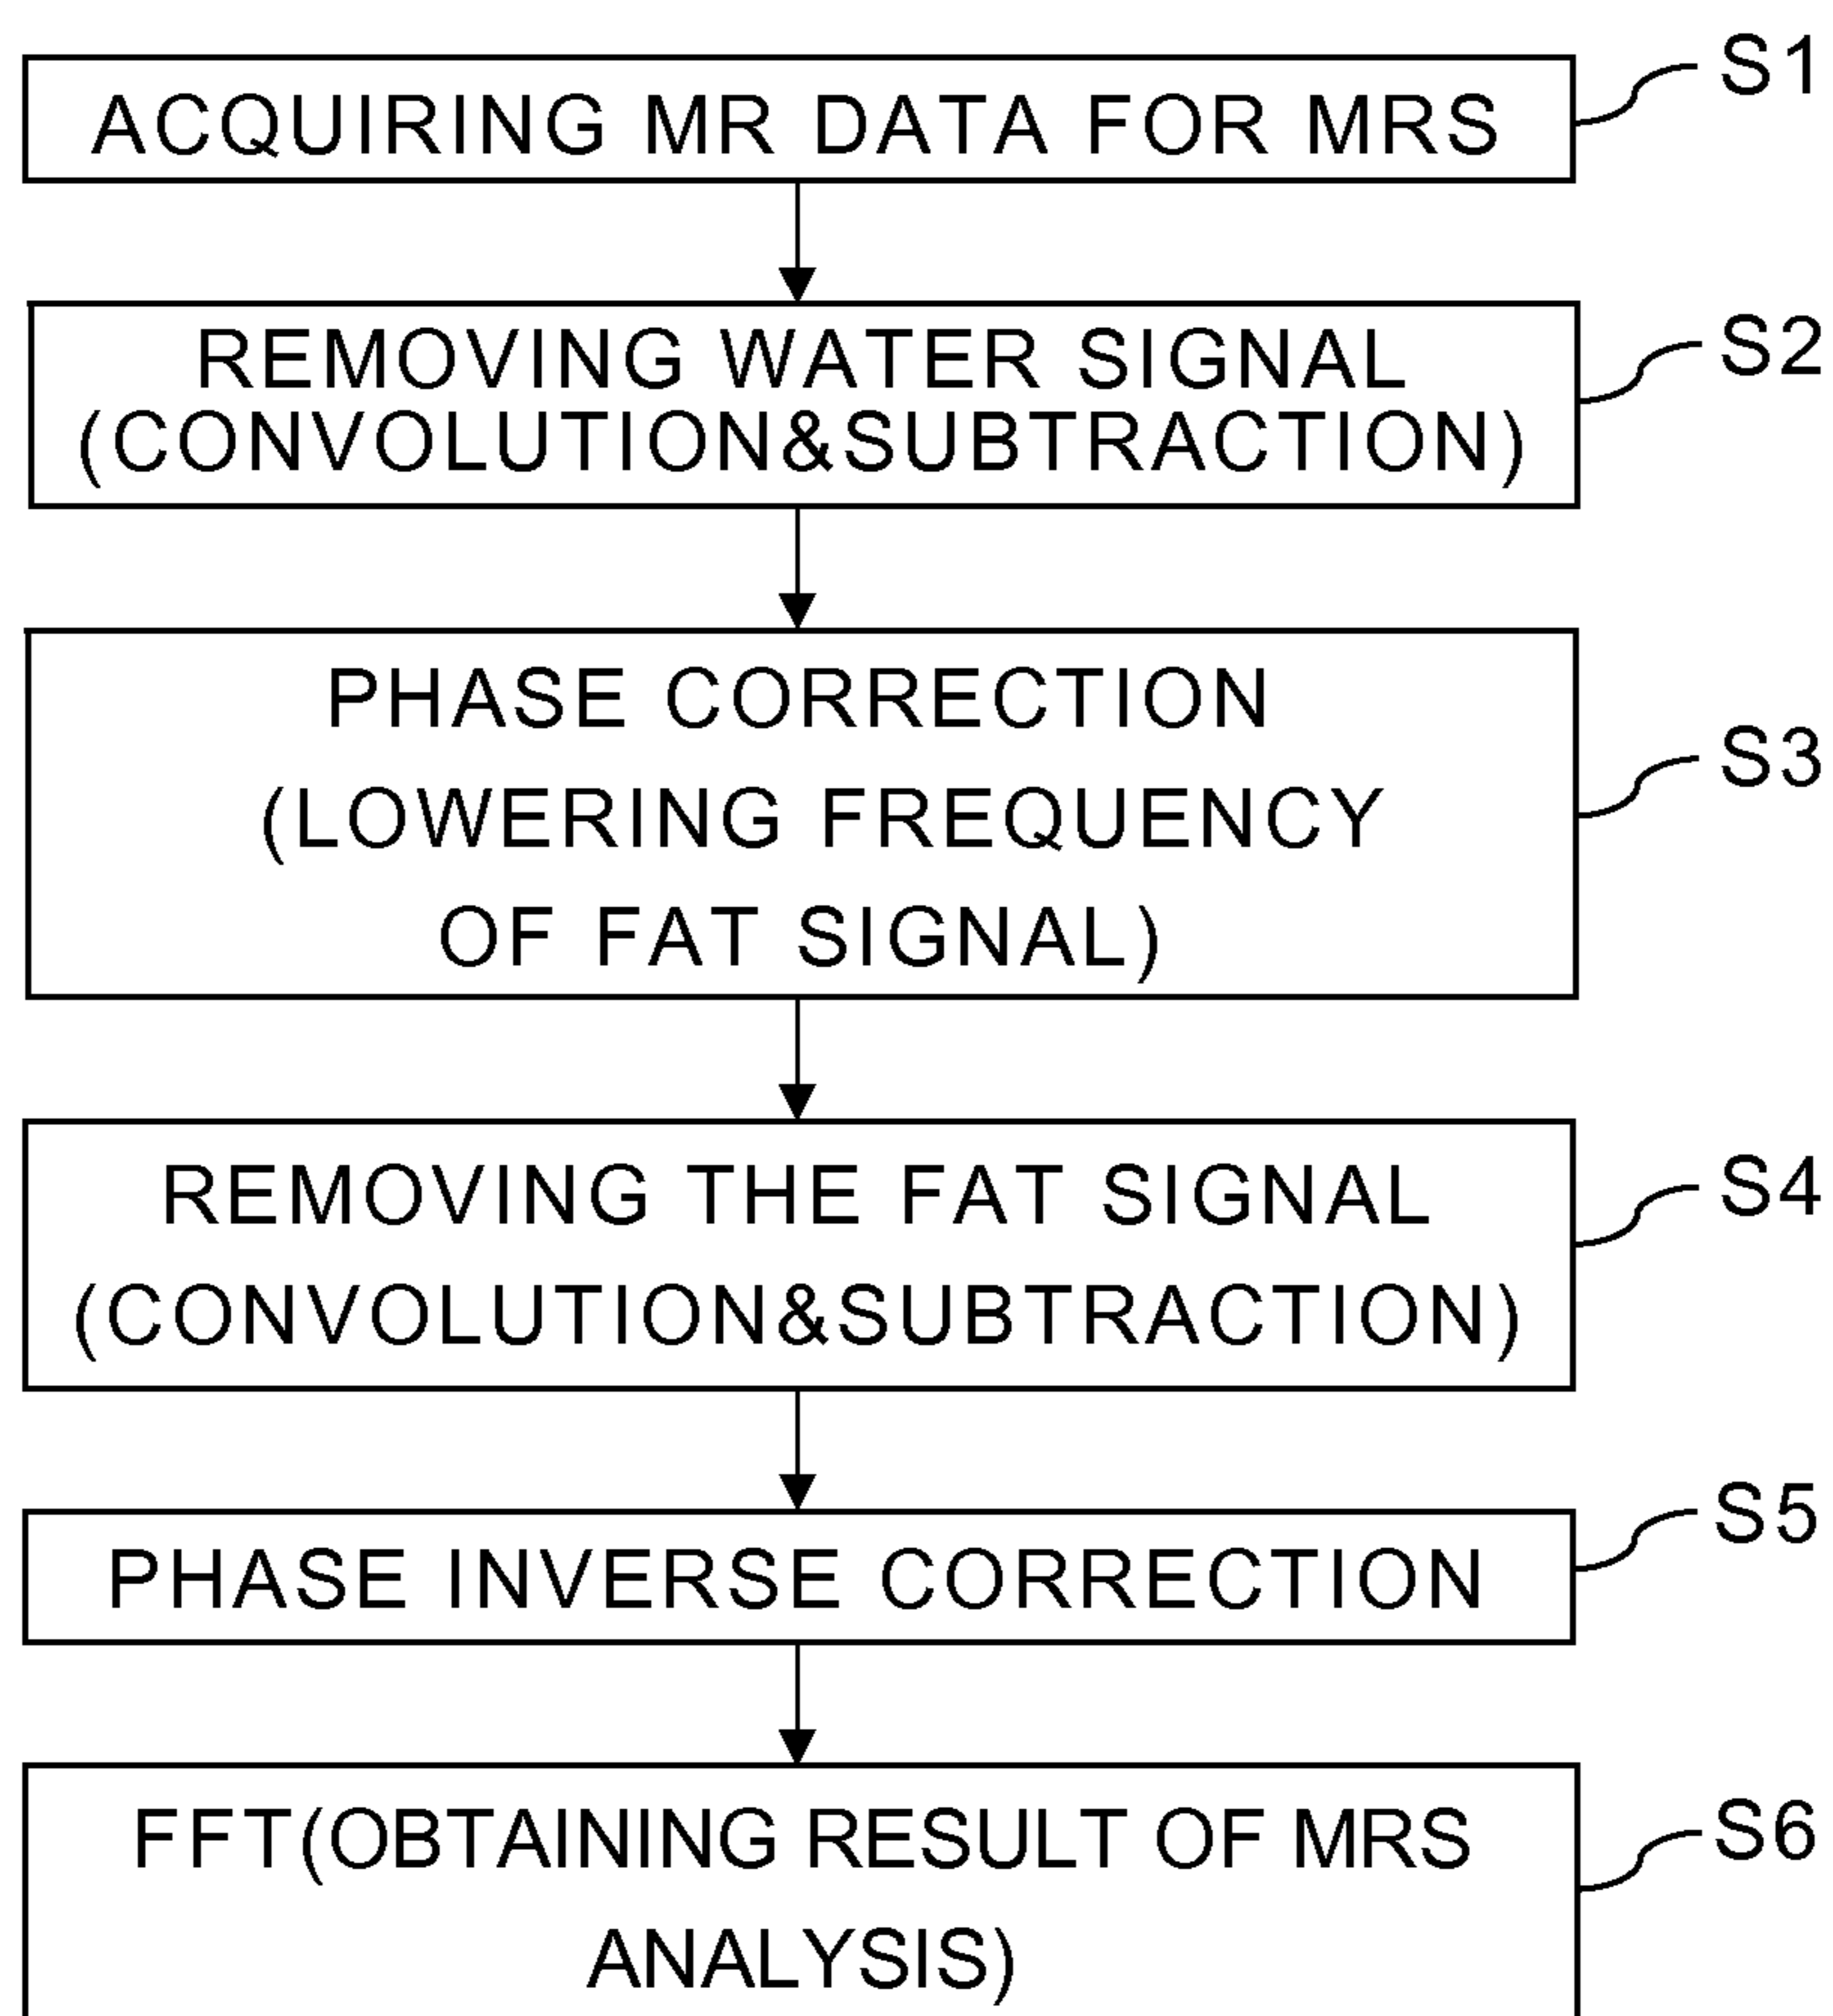 S1
ACQUIRING MR DATA FOR MRS
S2
REMOVING WATER SIGNAL
(CONVOLUTION&SUBTRACTION)
PHASE CORRECTION
S3
(LOWERING FREQUENCY
OF FAT SIGNAL)
S4
REMOVING THE FAT SIGNAL
(CONVOLUTION&SUBTRACTION)
S5
PHASE INVERSE CORRECTION
S6
FFT(OBTAINING RESULT OF MRS
ANALYSIS)